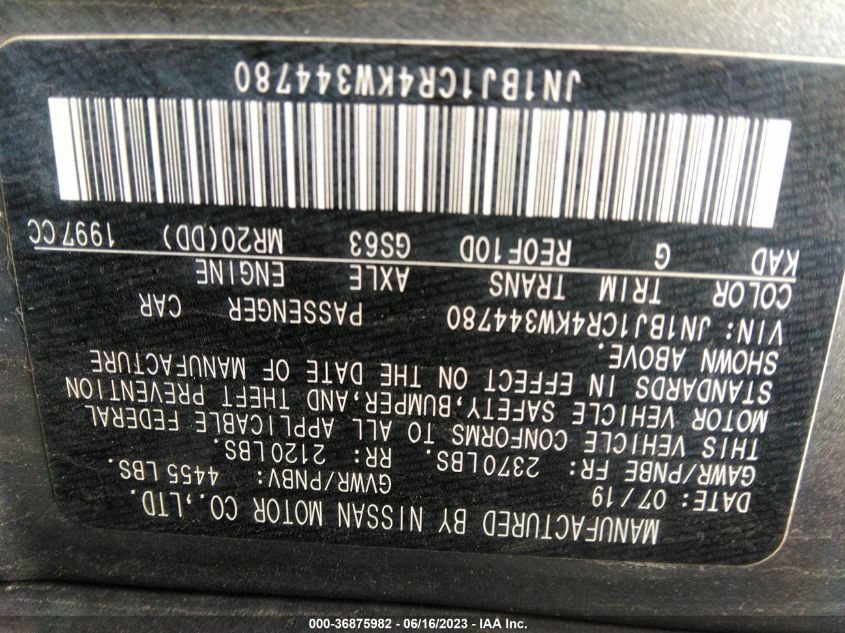 MANUFACTURED BY NISSAN MOTOR CO.,LTD.
DATE: 07/19 GVWR/PNBV: 4455 LBS.
GAWR/PNBE FR: 2370LBS. RR: 2120LBS.
THIS VEHICLE CONFORMS TO ALL APPLICABLE FEDERAL
MOTOR VEHICLE SAFETY,BUMPER,AND THEFT PREVENTION
STANDARDS IN EFFECT ON THE DATE OF MANUFACTURE
SHOWN ABOVE.
VIN: JN1BJ1CR4KW344780 PASSENGER CAR
COLOR TRIM TRANS AXLE ENGINE
KAD G RE0F10D GS63 MR20(DD) 1997CC
JN1BJ1CR4KW344780
000-36875982 - 06/16/2023 - IAA Inc.